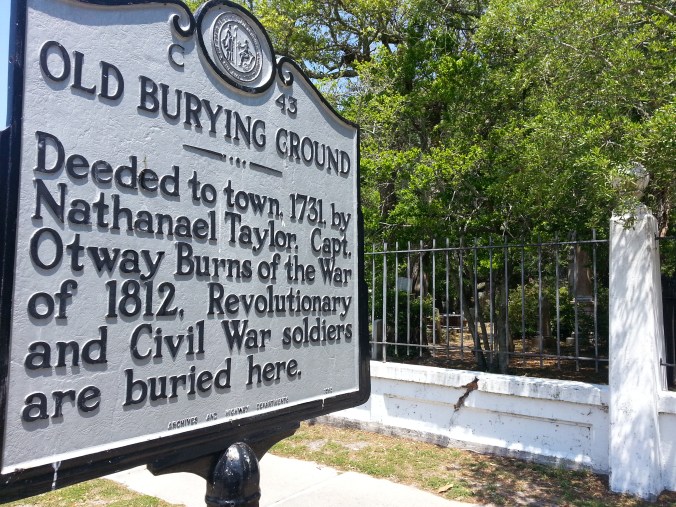 C 43
OLD BURYING GROUND
Deeded to town, 1731, by
Nathanael Taylor. Capt.
Otway Burns of the War
of 1812, Revolutionary
and Civil War soldiers
are buried here.
ARCHIVES AND HIGHWAY DEPARTMENTS